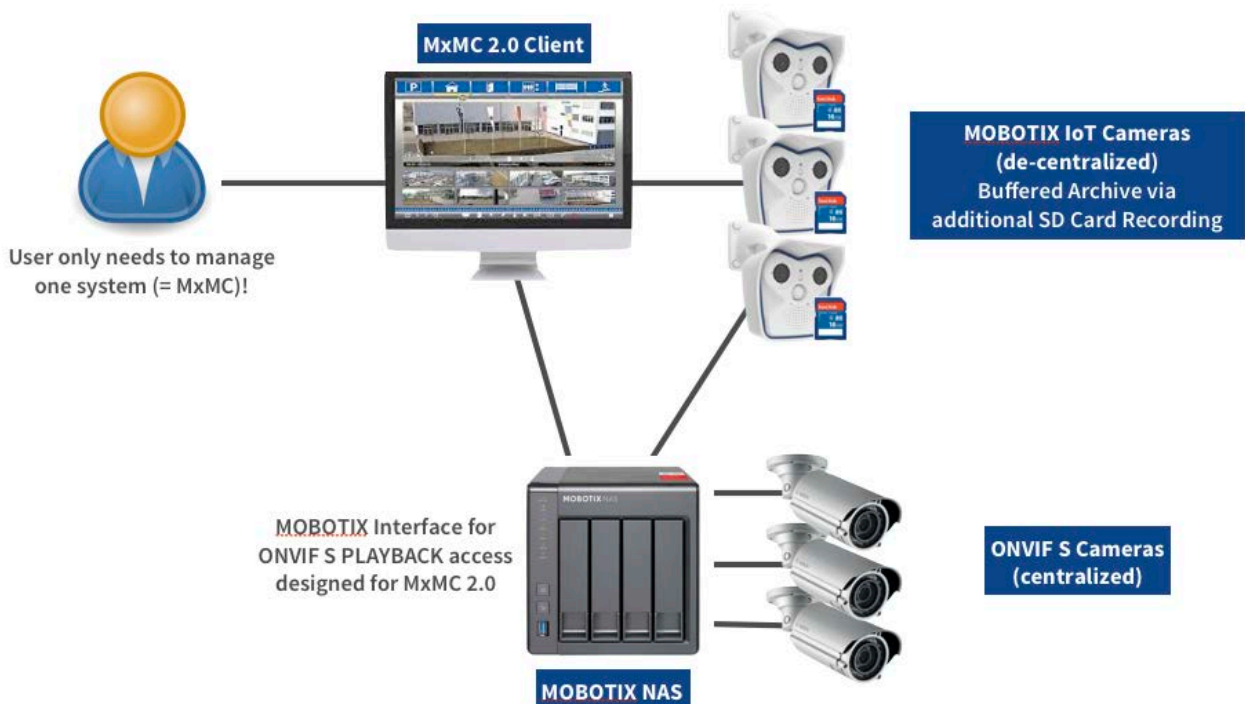 MxMC 2.0 Client
User only needs to manage
one system (= MxMC)!
MOBOTIX IoT Cameras
(de-centralized)
Buffered Archive via
additional SD Card Recording
MOBOTIX Interface for
ONVIF S PLAYBACK access
designed for MxMC 2.0
MOBOTIX NAS
MOBOTIX NAS
ONVIF S Cameras
(centralized)